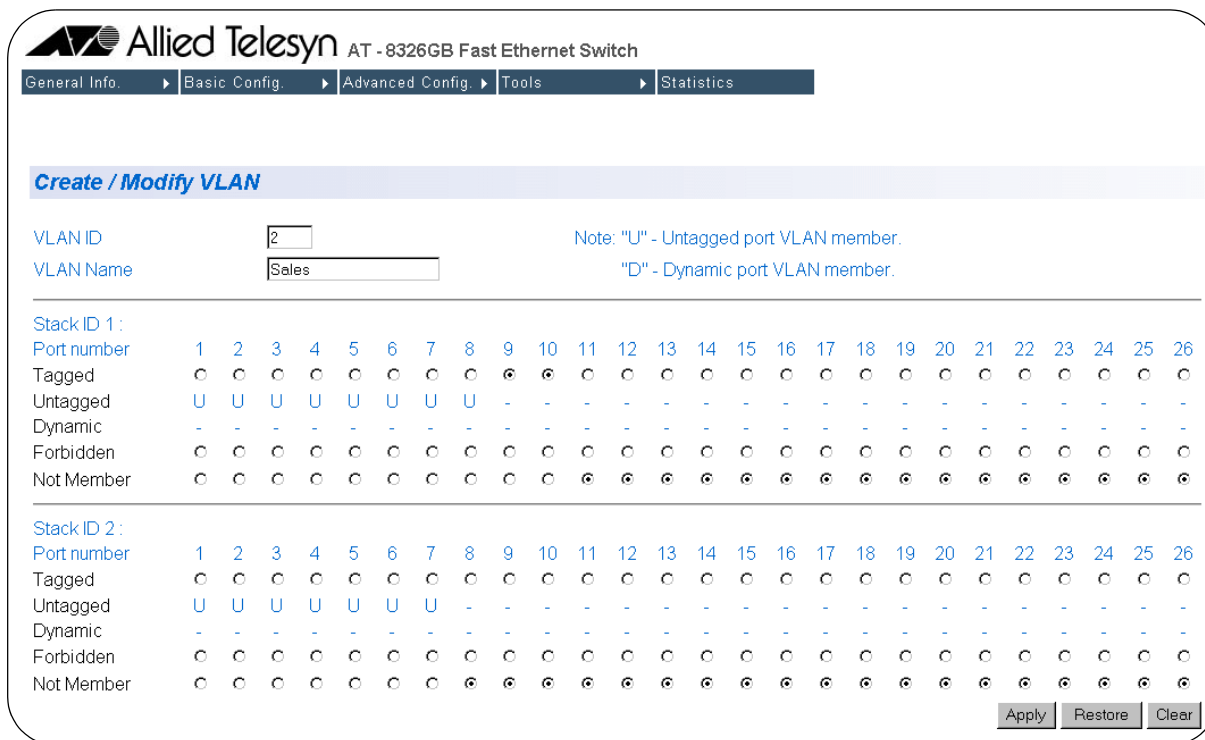 Allied Telesyn AT - 8326GB Fast Ethernet Switch
General Info. Basic Config. Advanced Config. Tools Statistics
Create / Modify VLAN
VLAN ID 2 Note: "U" - Untagged port VLAN member.
VLAN Name Sales "D" - Dynamic port VLAN member.
Stack ID 1 :
Port number 1 2 3 4 5 6 7 8 9 10 11 12 13 14 15 16 17 18 19 20 21 22 23 24 25 26
Tagged
Untagged U U U U U U U U - - - - - - - - - - - - - - - - - -
Dynamic - - - - - - - - - - - - - - - - - - - - - - - - - -
Forbidden
Not Member
Stack ID 2 :
Port number 1 2 3 4 5 6 7 8 9 10 11 12 13 14 15 16 17 18 19 20 21 22 23 24 25 26
Tagged
Untagged U U U U U U U - - - - - - - - - - - - - - - - - - -
Dynamic - - - - - - - - - - - - - - - - - - - - - - - - - -
Forbidden
Not Member
Apply Restore Clear